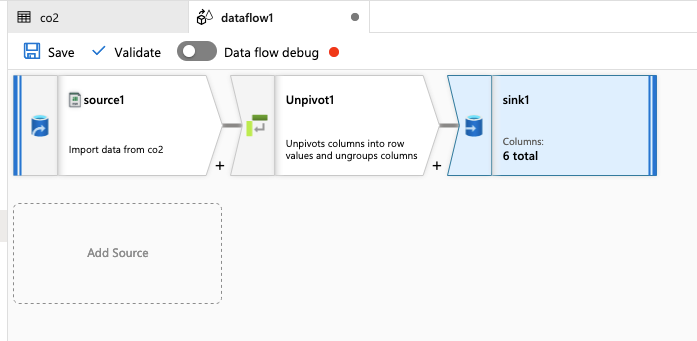 co2
dataflow1
Save
Validate
Data flow debug
source1
Import data from co2
+
Unpivot1
Unpivots columns into row
values and ungroups columns
+
sink1
Columns:
6 total
Add Source